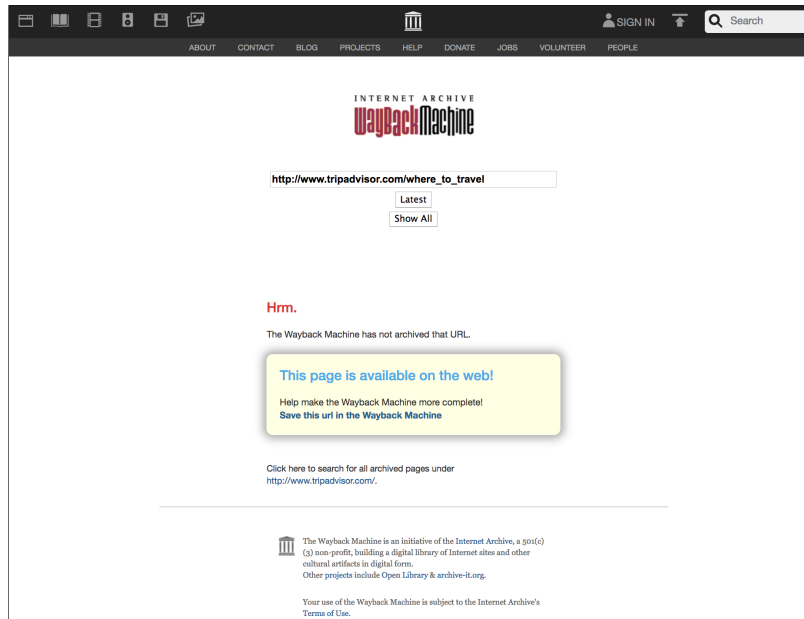 SIGN IN
Search
ABOUT CONTACT BLOG PROJECTS HELP DONATE JOBS VOLUNTEER PEOPLE
INTERNET ARCHIVE
WayBackMachine
http://www.tripadvisor.com/where_to_travel
Latest
Show All
Hrm.
The Wayback Machine has not archived that URL.
This page is available on the web!
Help make the Wayback Machine more complete!
Save this url in the Wayback Machine
Click here to search for all archived pages under
http://www.tripadvisor.com/.
The Wayback Machine is an initiative of the Internet Archive, a 501(c)
(3) non-profit, building a digital library of Internet sites and other
cultural artifacts in digital form.
Other projects include Open Library & archive-it.org.
Your use of the Wayback Machine is subject to the Internet Archive's
Terms of Use.